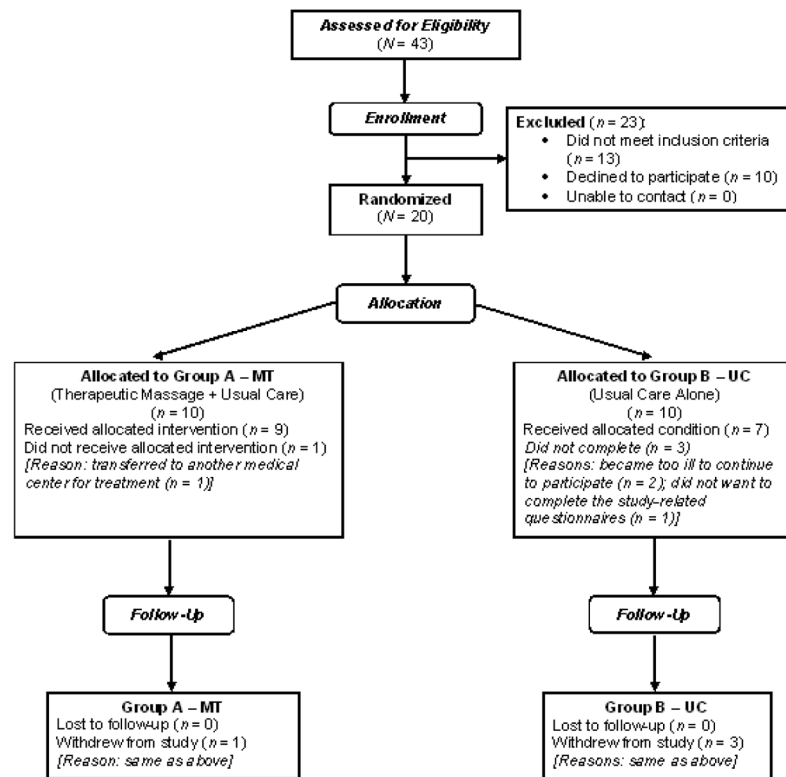 Assessed for Eligibility
(N = 43)
Enrollment
Excluded (n = 23):
• Did not meet inclusion criteria
(n = 13)
• Declined to participate (n = 10)
• Unable to contact (n = 0)
Randomized
(N = 20)
Allocation
Allocated to Group A – MT
(Therapeutic Massage + Usual Care)
(n = 10)
Received allocated intervention (n = 9)
Did not receive allocated intervention (n = 1)
[Reason: transferred to another medical
center for treatment (n = 1)]
Allocated to Group B – UC
(Usual Care Alone)
(n = 10)
Received allocated condition (n = 7)
Did not complete (n = 3)
[Reasons: became too ill to continue
to participate (n = 2); did not want to
complete the study-related
questionnaires (n = 1)]
Follow-Up
Follow-Up
Group A – MT
Lost to follow-up (n = 0)
Withdrew from study (n = 1)
[Reason: same as above]
Group B – UC
Lost to follow-up (n = 0)
Withdrew from study (n = 3)
[Reasons: same as above]